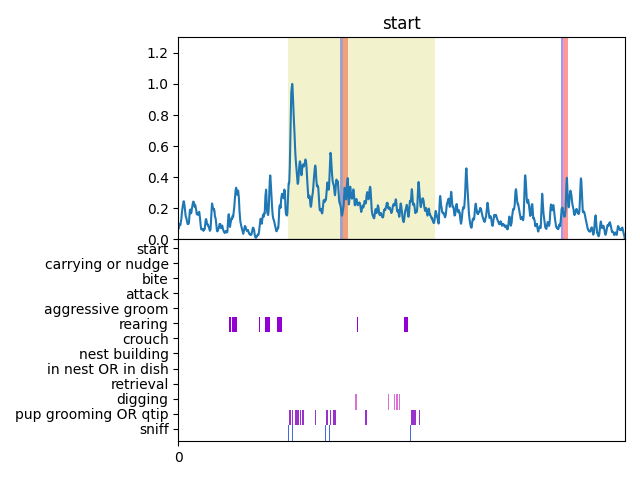 start
1.2
1.0
0.8
0.6
0.4
0.2
0.0
start
carrying or nudge
bite
attack
aggressive groom
rearing
crouch
nest building
in nest OR in dish
retrieval
digging
pup grooming OR qtip
sniff
0